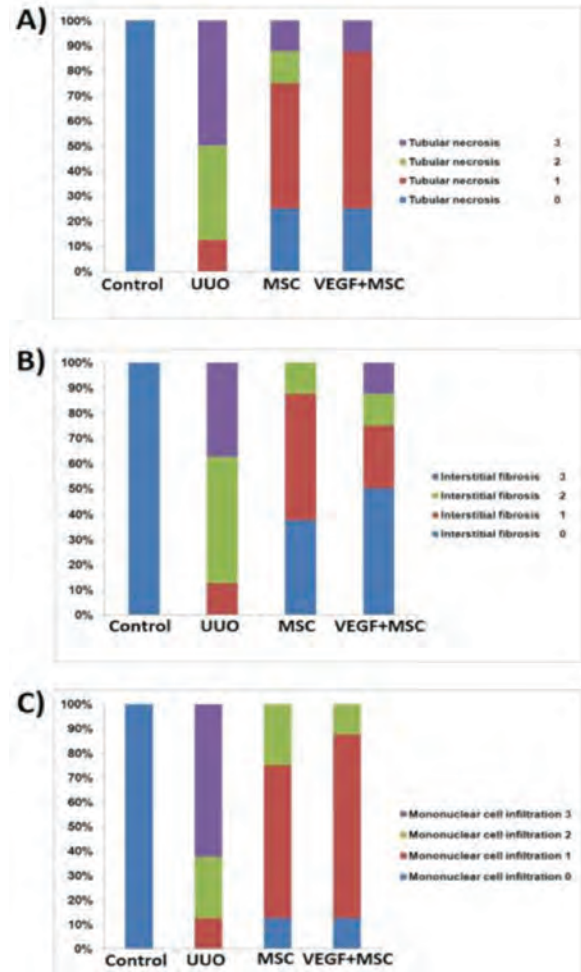 A)
100%
90%
80%
70%
60%
50%
40%
30%
20%
10%
0%
Control UUO MSC VEGF+MSC
Tubular necrosis 3
Tubular necrosis 2
Tubular necrosis 1
Tubular necrosis 0
B)
100%
90%
80%
70%
60%
50%
40%
30%
20%
10%
0%
Control UUO MSC VEGF+MSC
Interstitial fibrosis 3
Interstitial fibrosis 2
Interstitial fibrosis 1
Interstitial fibrosis 0
C)
100%
90%
80%
70%
60%
50%
40%
30%
20%
10%
0%
Control UUO MSC VEGF+MSC
Mononuclear cell infiltration 3
Mononuclear cell infiltration 2
Mononuclear cell infiltration 1
Mononuclear cell infiltration 0